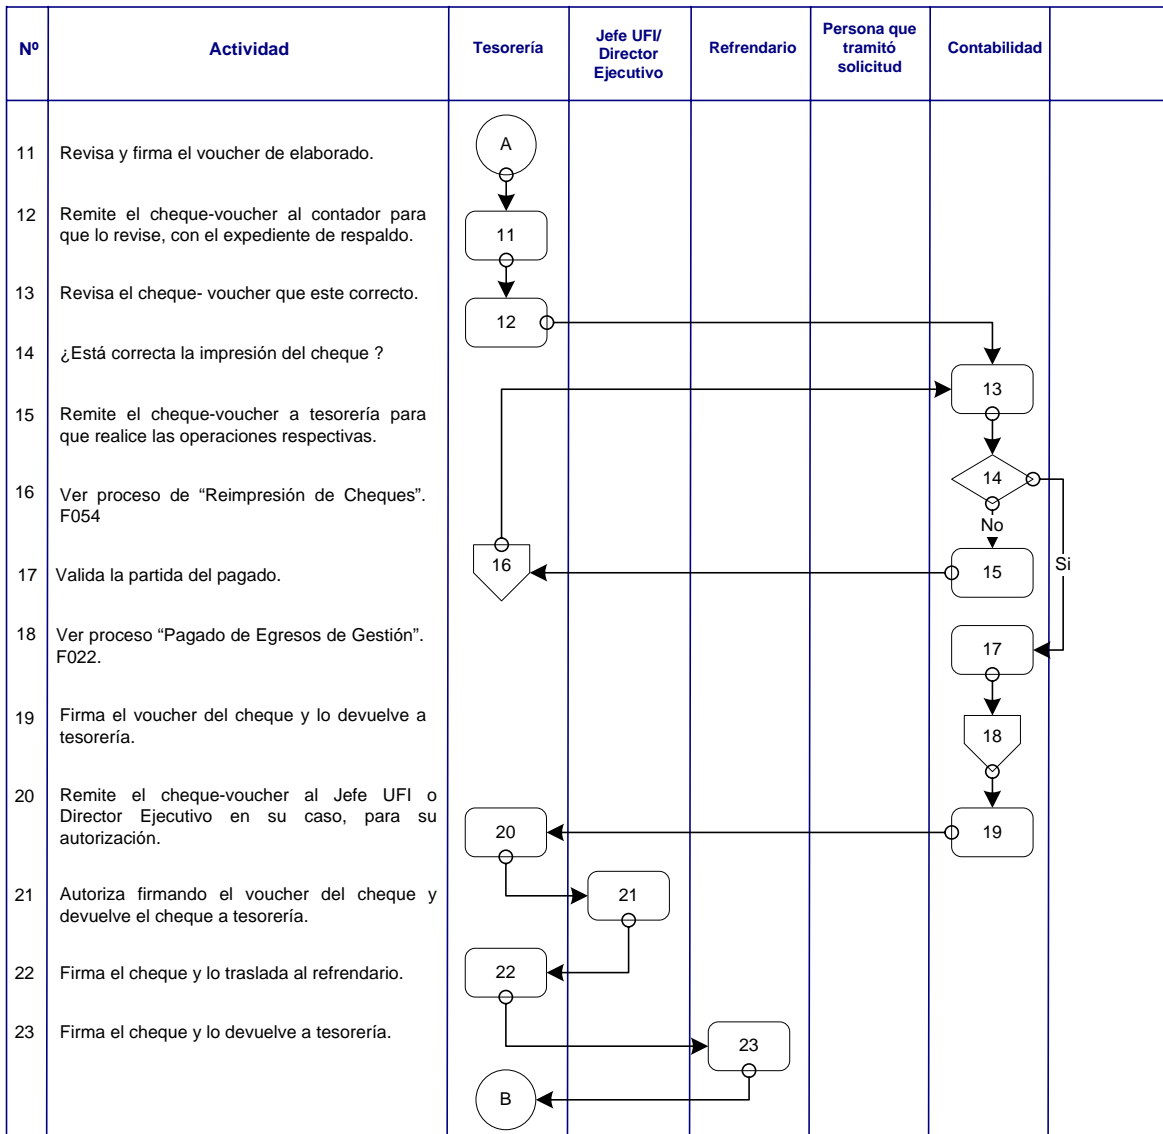 Nº
Actividad
Tesorería
Jefe UFI/
Director
Ejecutivo
Refrendario
Persona que
tramitó
solicitud
Contabilidad
11 Revisa y firma el voucher de elaborado.
12 Remite el cheque-voucher al contador para
que lo revise, con el expediente de respaldo.
13 Revisa el cheque- voucher que este correcto.
14 ¿Está correcta la impresión del cheque ?
15 Remite el cheque-voucher a tesorería para
que realice las operaciones respectivas.
16 Ver proceso de “Reimpresión de Cheques”.
F054
17 Valida la partida del pagado.
18 Ver proceso “Pagado de Egresos de Gestión”.
F022.
19 Firma el voucher del cheque y lo devuelve a
tesorería.
20 Remite el cheque-voucher al Jefe UFI o
Director Ejecutivo en su caso, para su
autorización.
21 Autoriza firmando el voucher del cheque y
devuelve el cheque a tesorería.
22 Firma el cheque y lo traslada al refrendario.
23 Firma el cheque y lo devuelve a tesorería.
A
11
12
13
14
No
Si
16
15
17
18
20
19
21
22
23
B